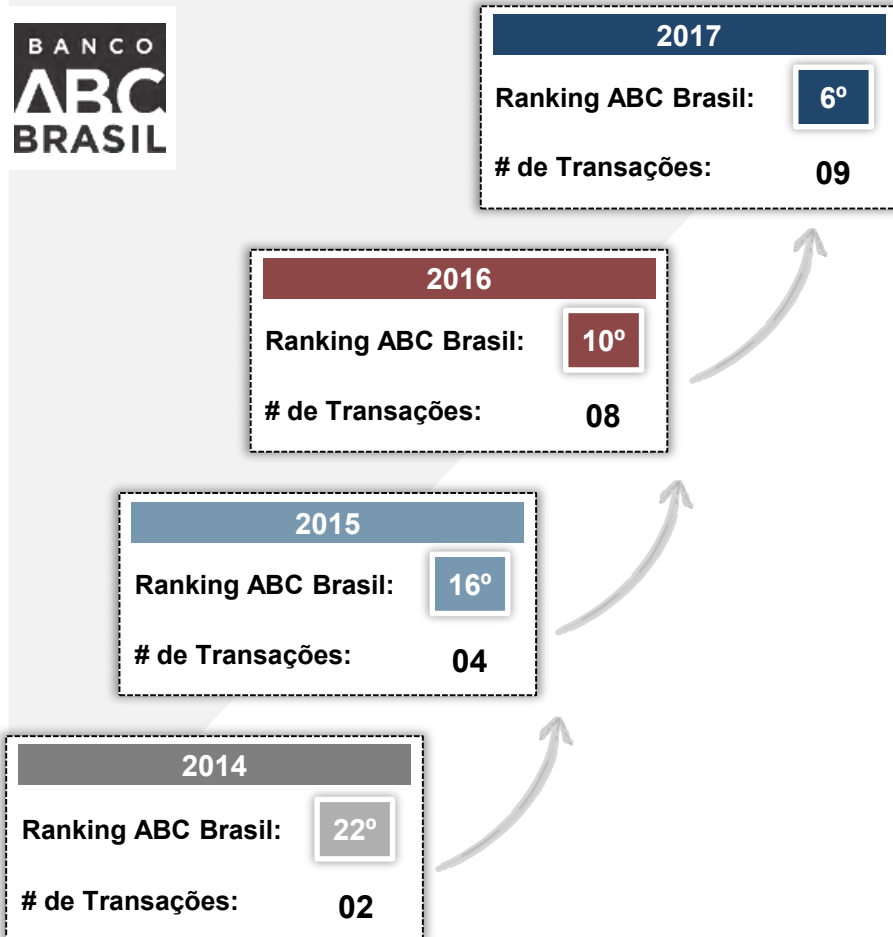 BANCO
ABC
BRASIL
2017
Ranking ABC Brasil: 6º
# de Transações: 09
2016
Ranking ABC Brasil: 10º
# de Transações: 08
2015
Ranking ABC Brasil: 16º
# de Transações: 04
2014
Ranking ABC Brasil: 22º
# de Transações: 02